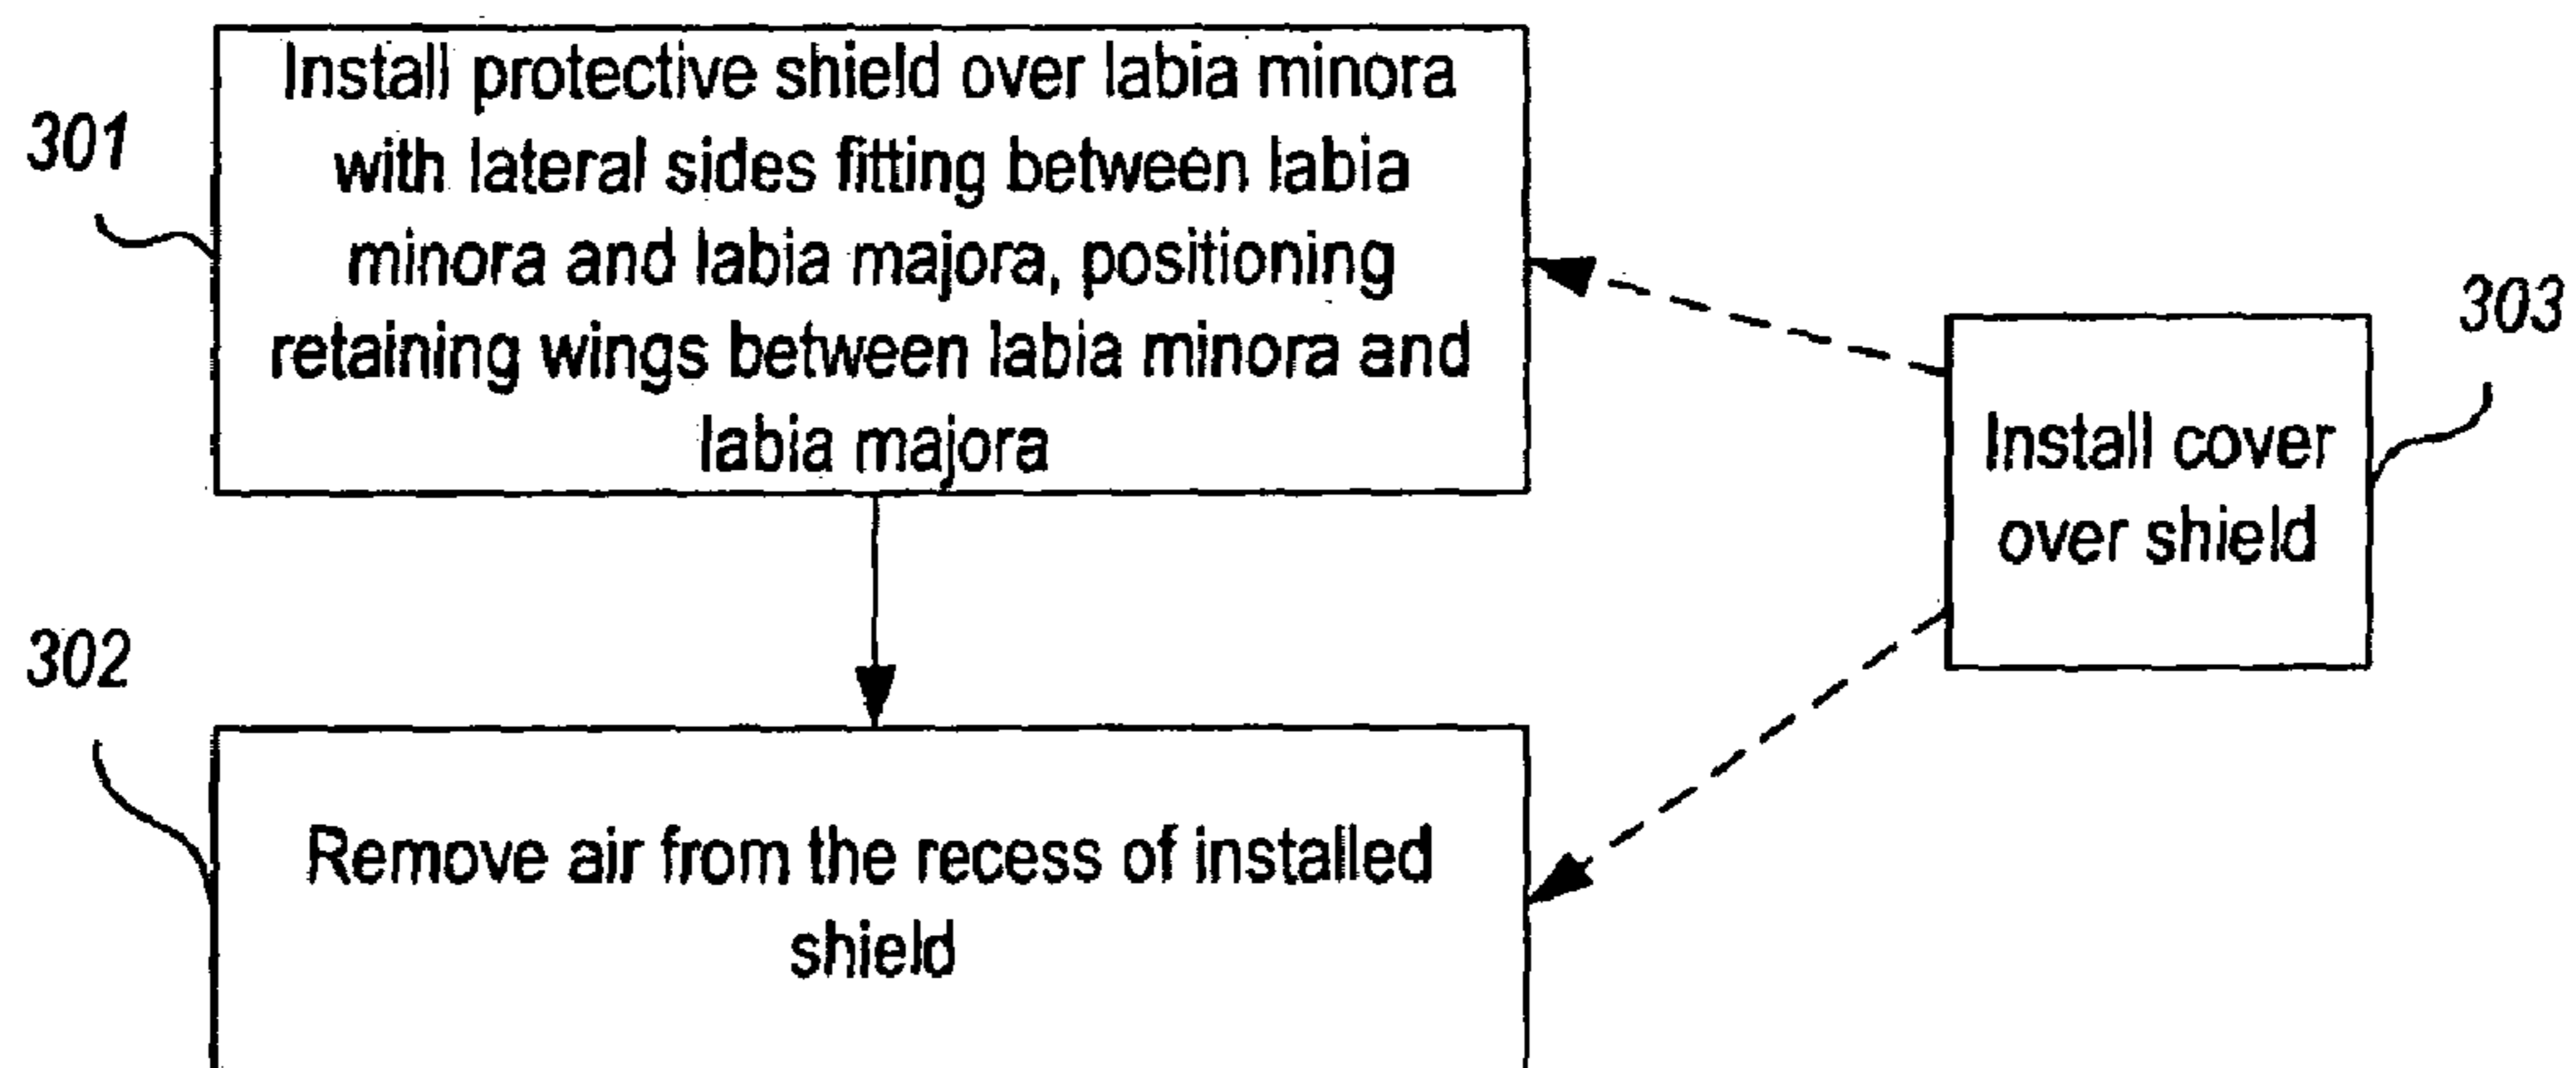 301
Install protective shield over labia minora
with lateral sides fitting between labia
minora and labia majora, positioning
retaining wings between labia minora and
labia majora
303
Install cover
over shield
302
Remove air from the recess of installed
shield